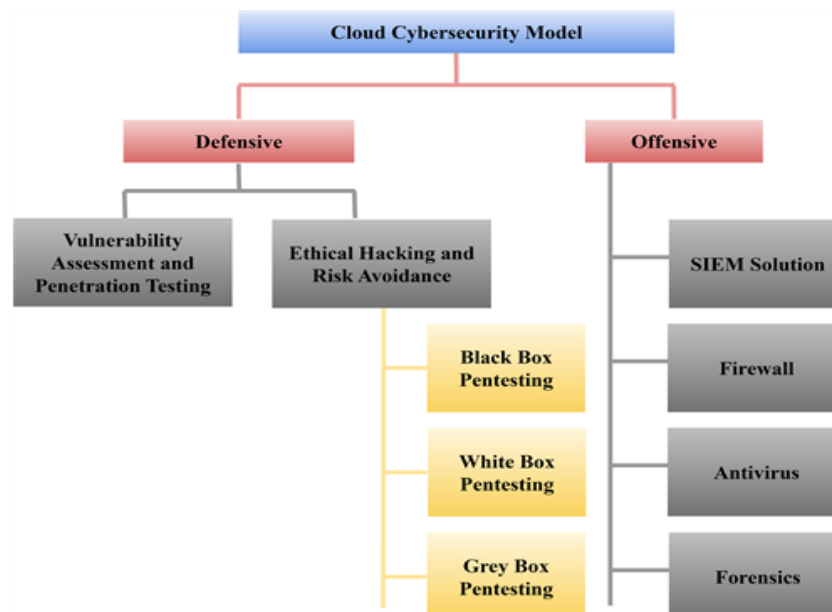 Cloud Cybersecurity Model
Defensive
Offensive
Vulnerability
Assessment and
Penetration Testing
Ethical Hacking and
Risk Avoidance
SIEM Solution
Black Box
Pentesting
Firewall
White Box
Pentesting
Antivirus
Grey Box
Pentesting
Forensics